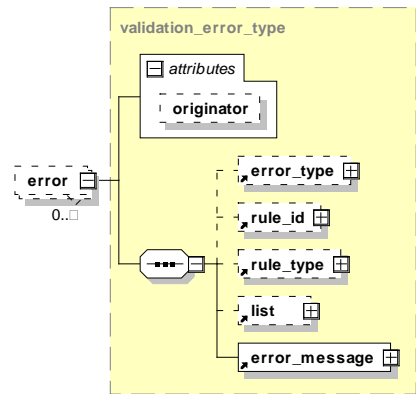 validation_error_type
attributes
originator
error
0..
error_type
rule_id
rule_type
list
error_message